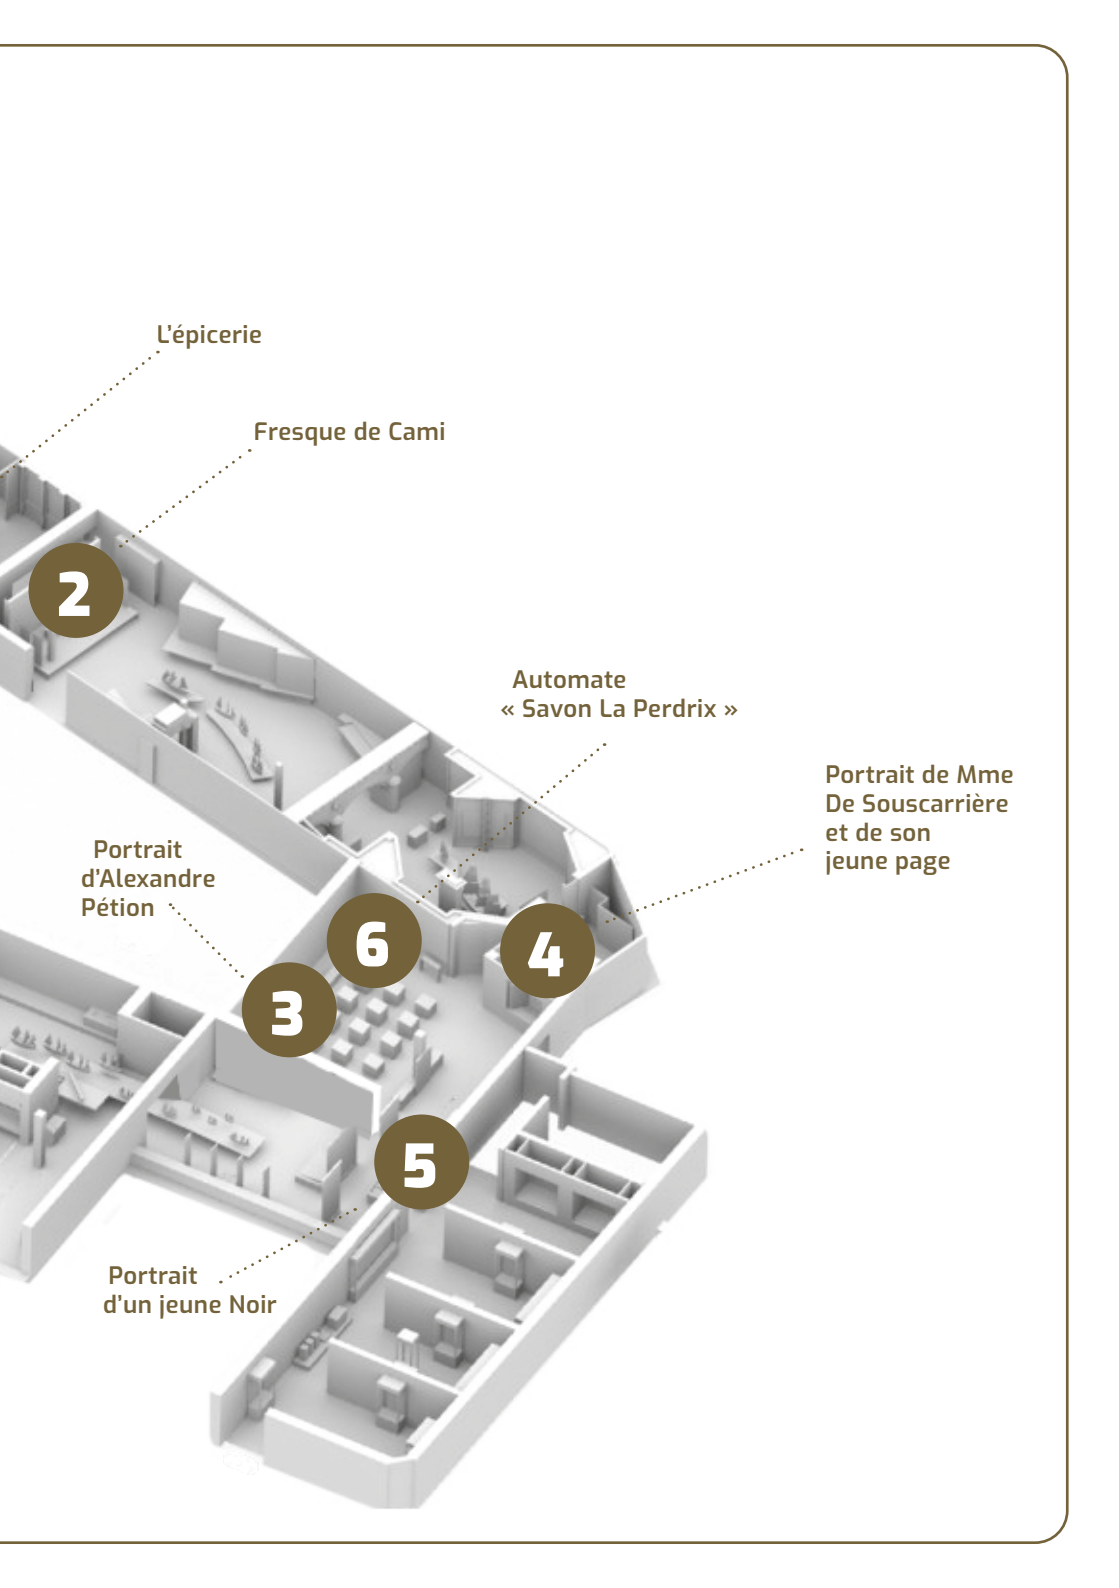 L'épicerie
Fresque de Cami
2
Automate
« Savon La Perdrix »
Portrait de Mme
De Souscarrière
et de son
jeune page
Portrait
d'Alexandre
Pétion
6
4
3
5
Portrait
d'un jeune Noir